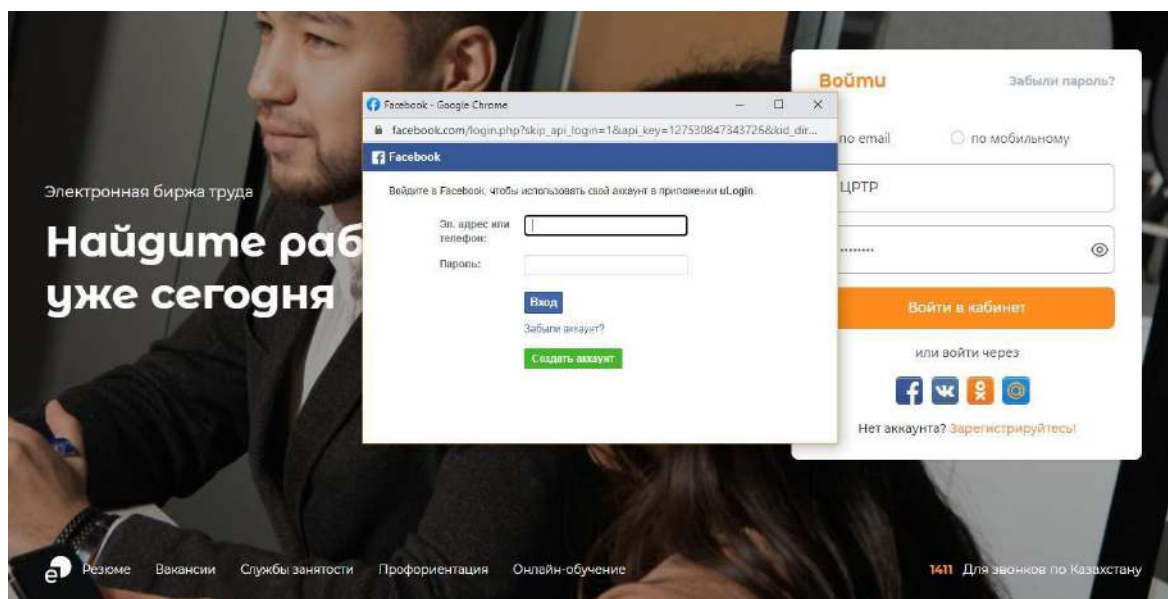 Электронная биржа труда
Найдите раб
уже сегодня
Facebook - Google Chrome
facebook.com/login.php?skip_api_login=1&api_key=127530847343726&kid_dir...
Facebook
Войдите в Facebook, чтобы использовать свой аккаунт в приложении uLogin.
Эл. адрес или
телефон:
Пароль:
Вход
Забыли аккаунт?
Создать аккаунт
Войти
Забыли пароль?
по email
по мобильному
ЦРТР
Войти в кабинет
или войти через
Нет аккаунта? Зарегистрируйтесь!
Резюме Вакансии Службы занятости Профориентация Онлайн-обучение
1411 Для звонков по Казахстану